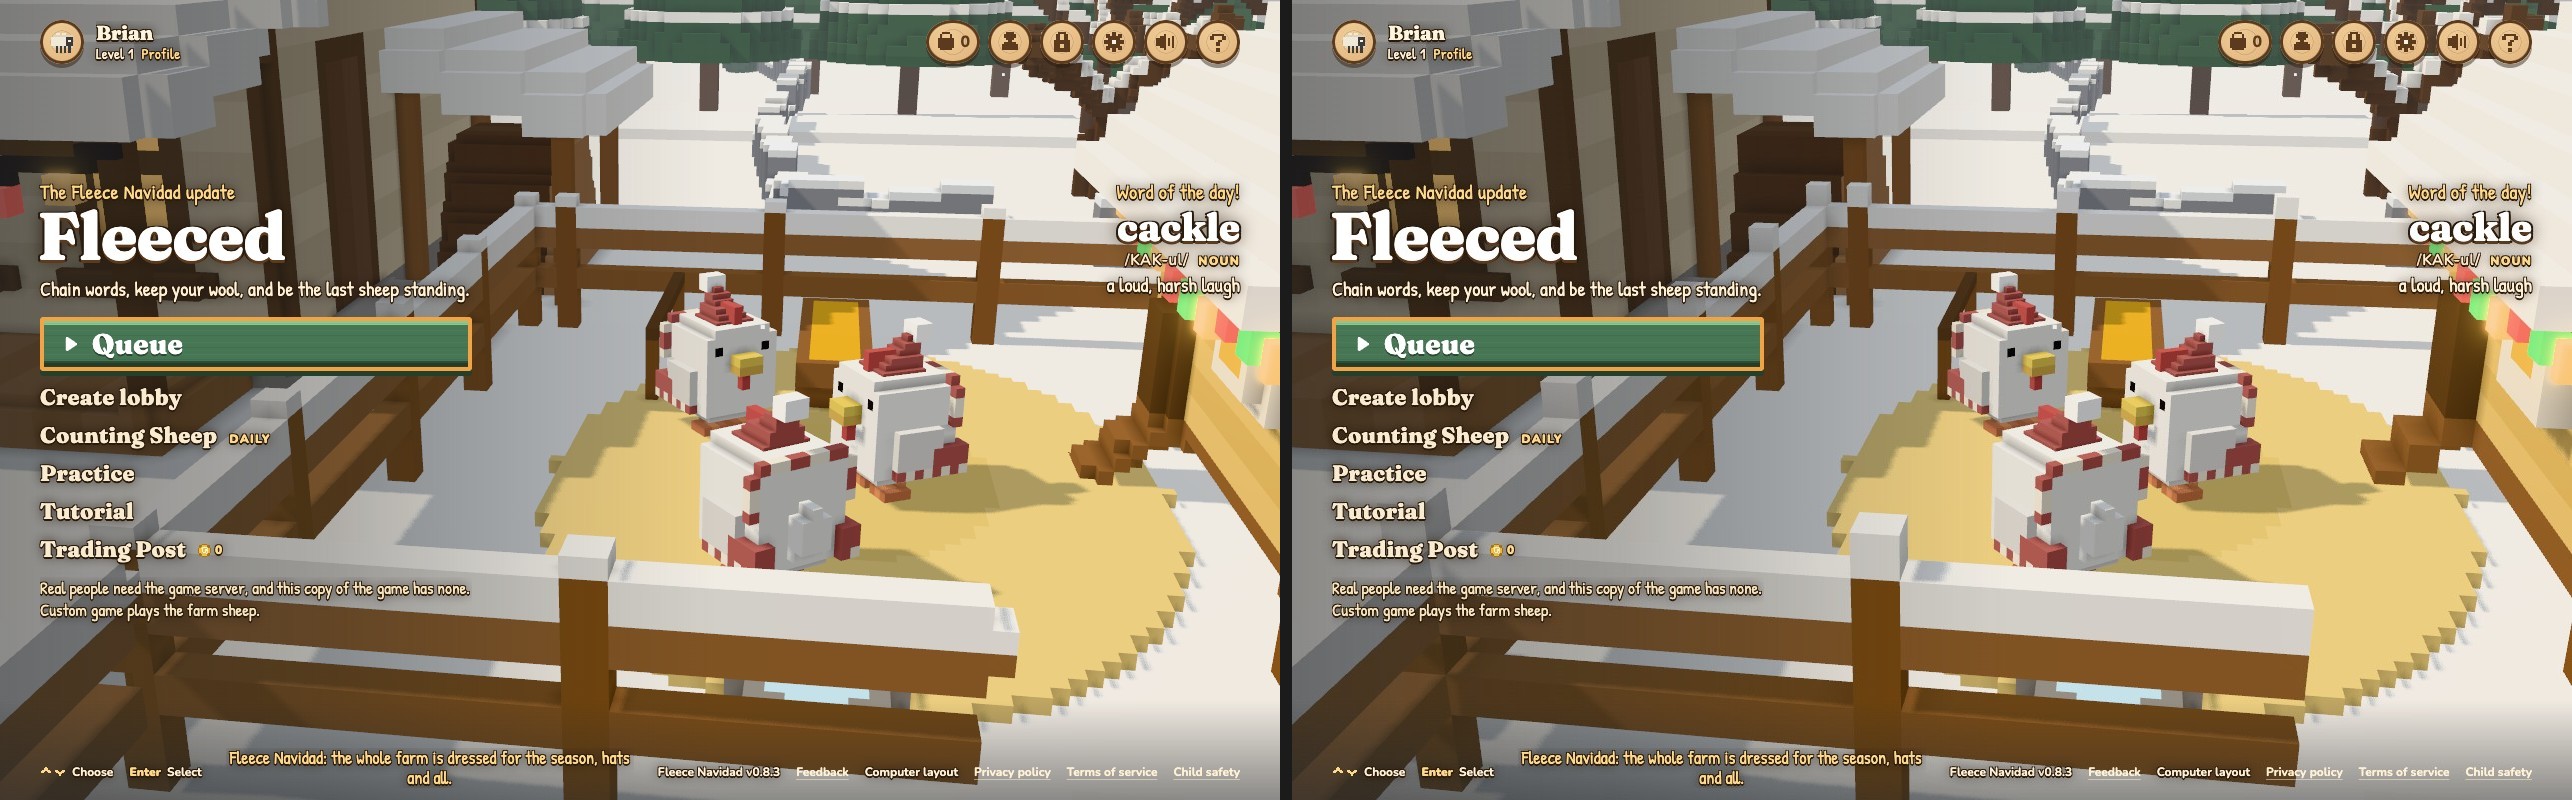 Brian
Level 1 Profile
0
The Fleece Navidad update
Fleeced
Chain words, keep your wool, and be the last sheep standing.
Word of the day!
cackle
/KAK-ul/ NOUN
a loud, harsh laugh
Queue
Create lobby
Counting Sheep DAILY
Practice
Tutorial
Trading Post 0
Real people need the game server, and this copy of the game has none.
Custom game plays the farm sheep.
Choose Enter Select
Fleece Navidad: the whole farm is dressed for the season, hats
and all.
Fleece Navidad v0.8.3 Feedback Computer layout Privacy policy Terms of service Child safety
Brian
Level 1 Profile
0
The Fleece Navidad update
Fleeced
Chain words, keep your wool, and be the last sheep standing.
Word of the day!
cackle
/KAK-ul/ NOUN
a loud, harsh laugh
Queue
Create lobby
Counting Sheep DAILY
Practice
Tutorial
Trading Post 0
Real people need the game server, and this copy of the game has none.
Custom game plays the farm sheep.
Choose Enter Select
Fleece Navidad: the whole farm is dressed for the season, hats
and all.
Fleece Navidad v0.8.3 Feedback Computer layout Privacy policy Terms of service Child safety